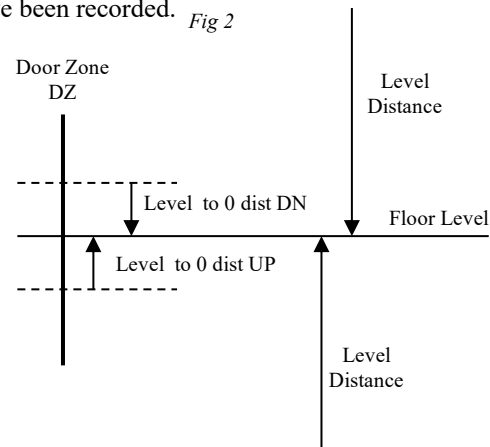 ve been recorded.
Fig 2
Door Zone
DZ
Level
Distance
Level to 0 dist DN
Floor Level
Level to 0 dist UP
Level
Distance